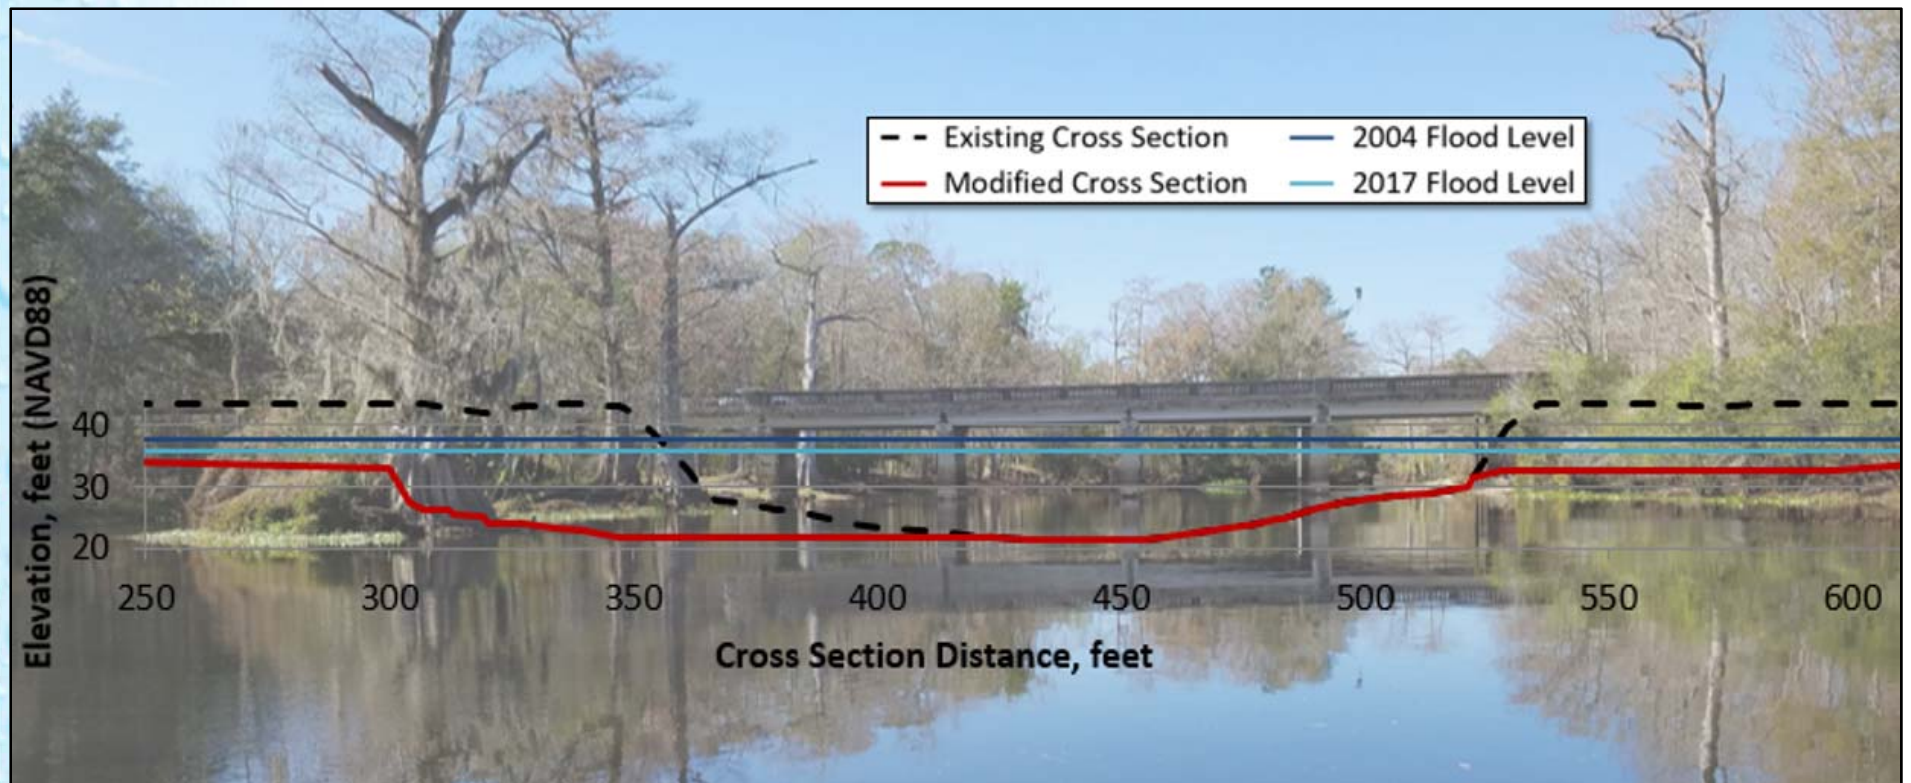 Existing Cross Section
2004 Flood Level
Modified Cross Section
2017 Flood Level
Elevation, feet (NAVD88)
40
30
20
250 300 350 400 450 500 550 600
Cross Section Distance, feet